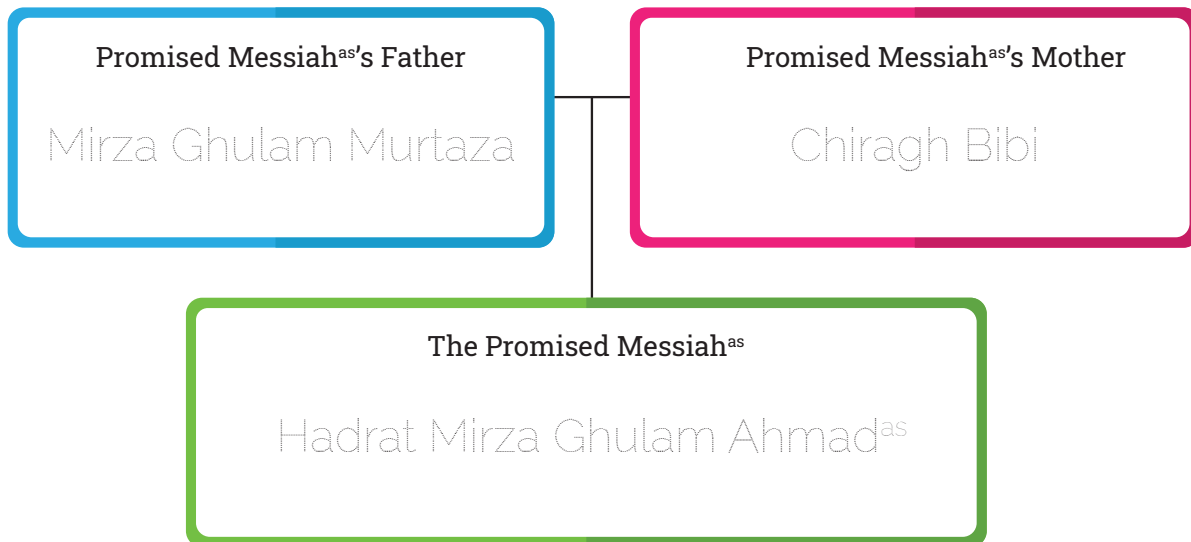 Promised Messiahᵃˢ's Father
Mirza Ghulam Murtaza
Promised Messiahᵃˢ's Mother
Chiragh Bibi
The Promised Messiahᵃˢ
Hadrat Mirza Ghulam Ahmadᵃˢ